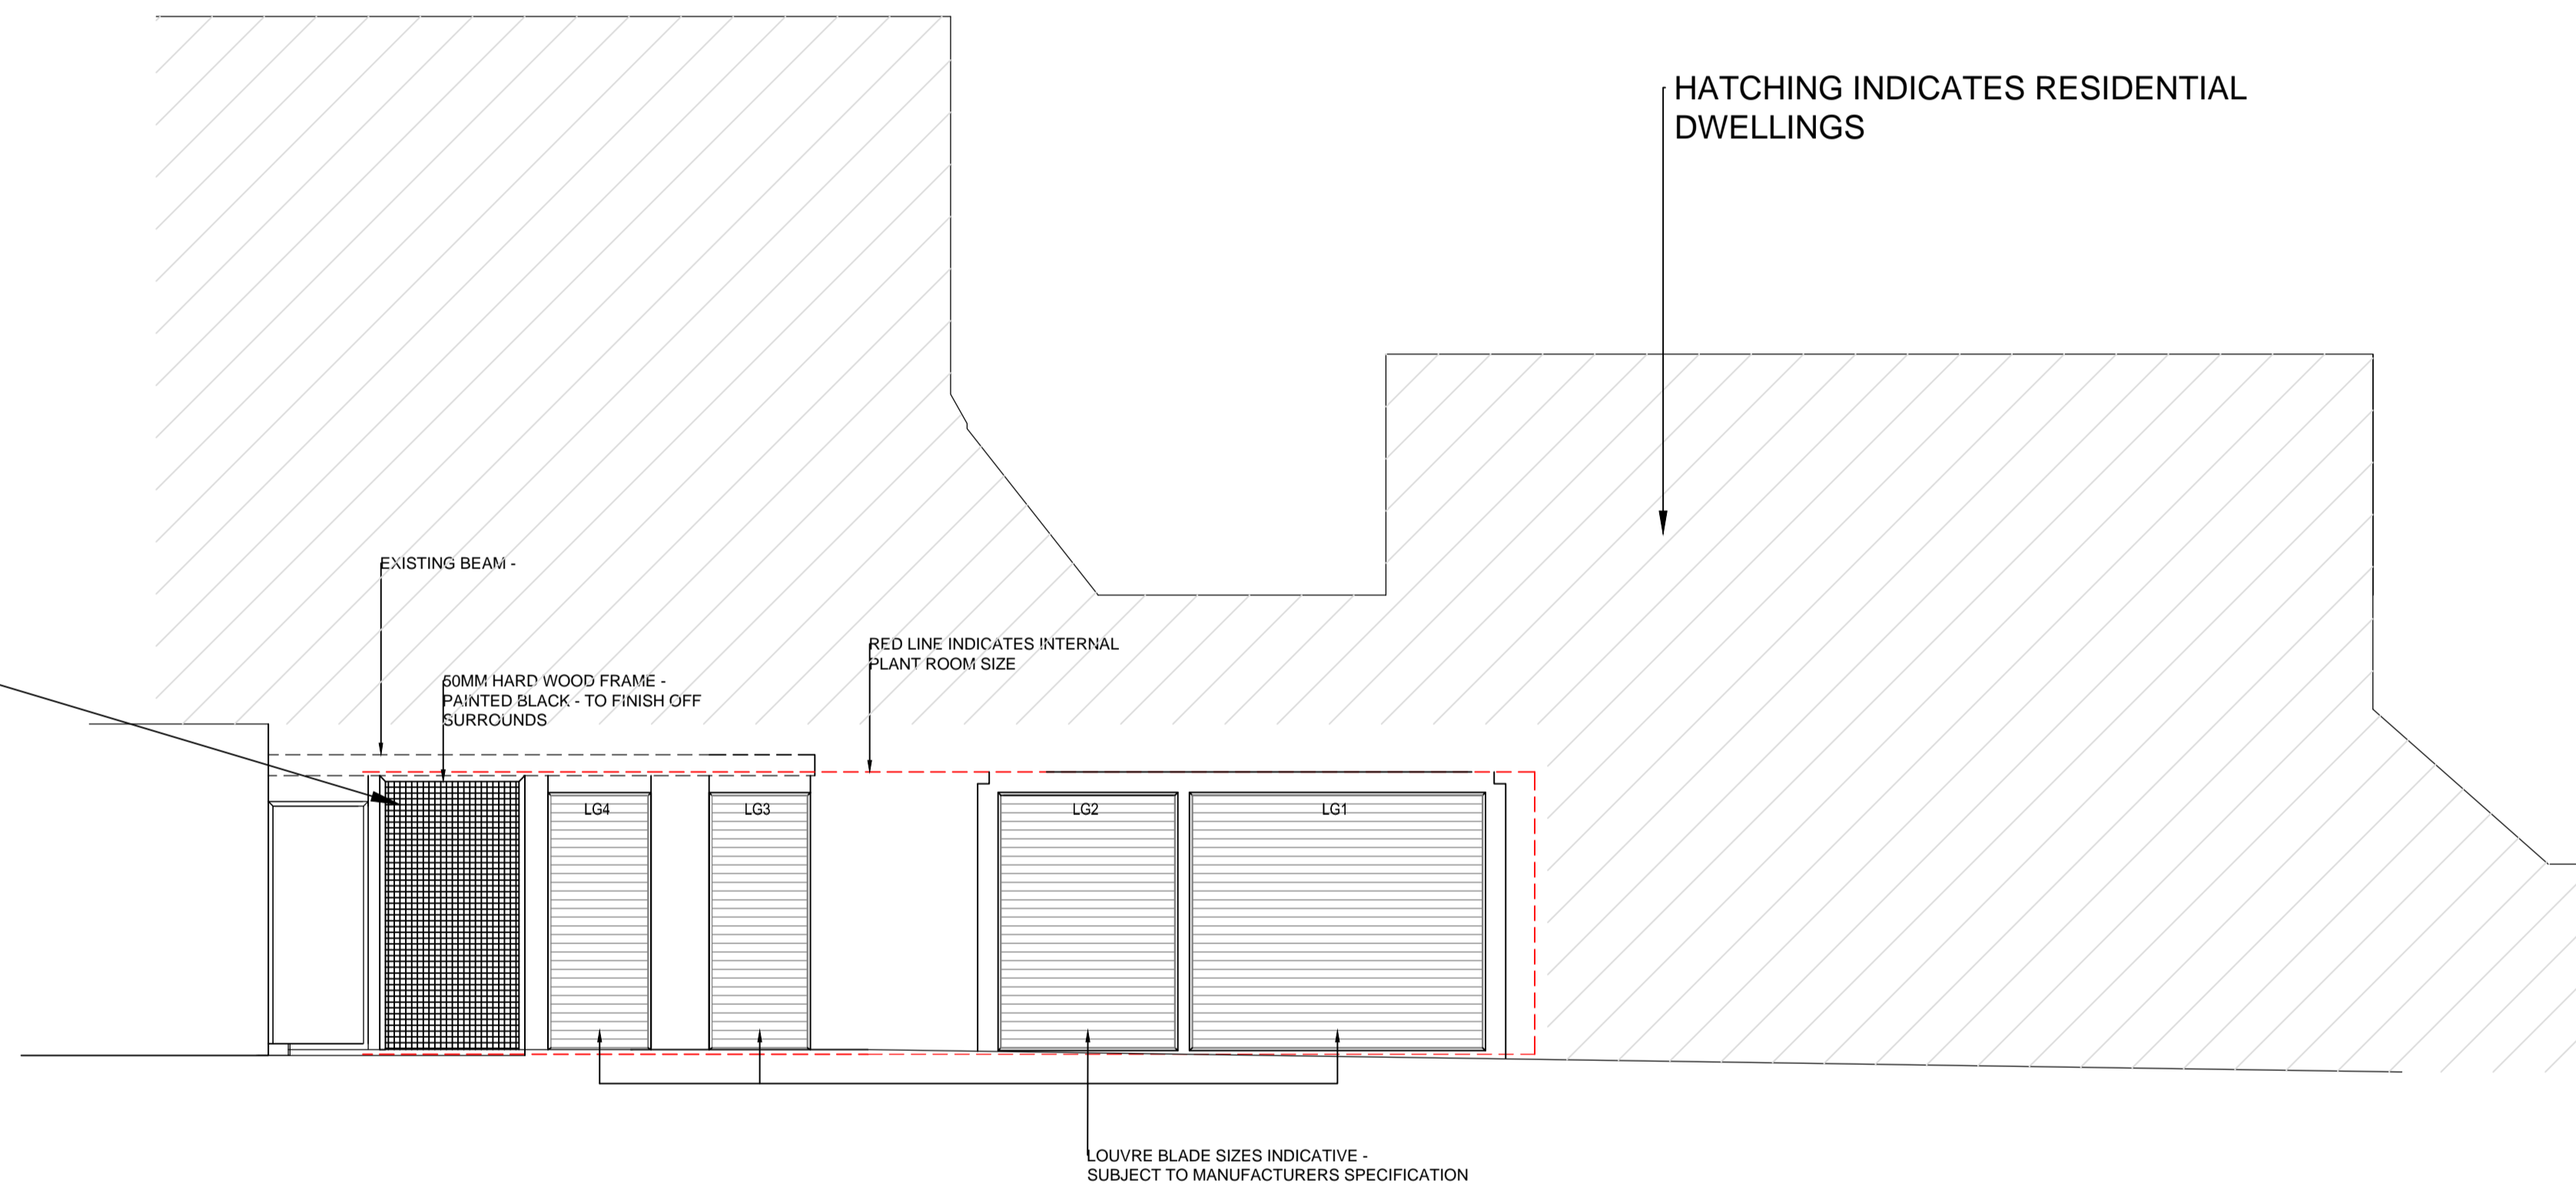 HATCHING INDICATES RESIDENTIAL
DWELLINGS
EXISTING BEAM -
RED LINE INDICATES INTERNAL
PLANT ROOM SIZE
50MM HARD WOOD FRAME -
PAINTED BLACK - TO FINISH OFF
SURROUNDS
LG4
LG3
LG2
LG1
LOUVRE BLADE SIZES INDICATIVE -
SUBJECT TO MANUFACTURERS SPECIFICATION